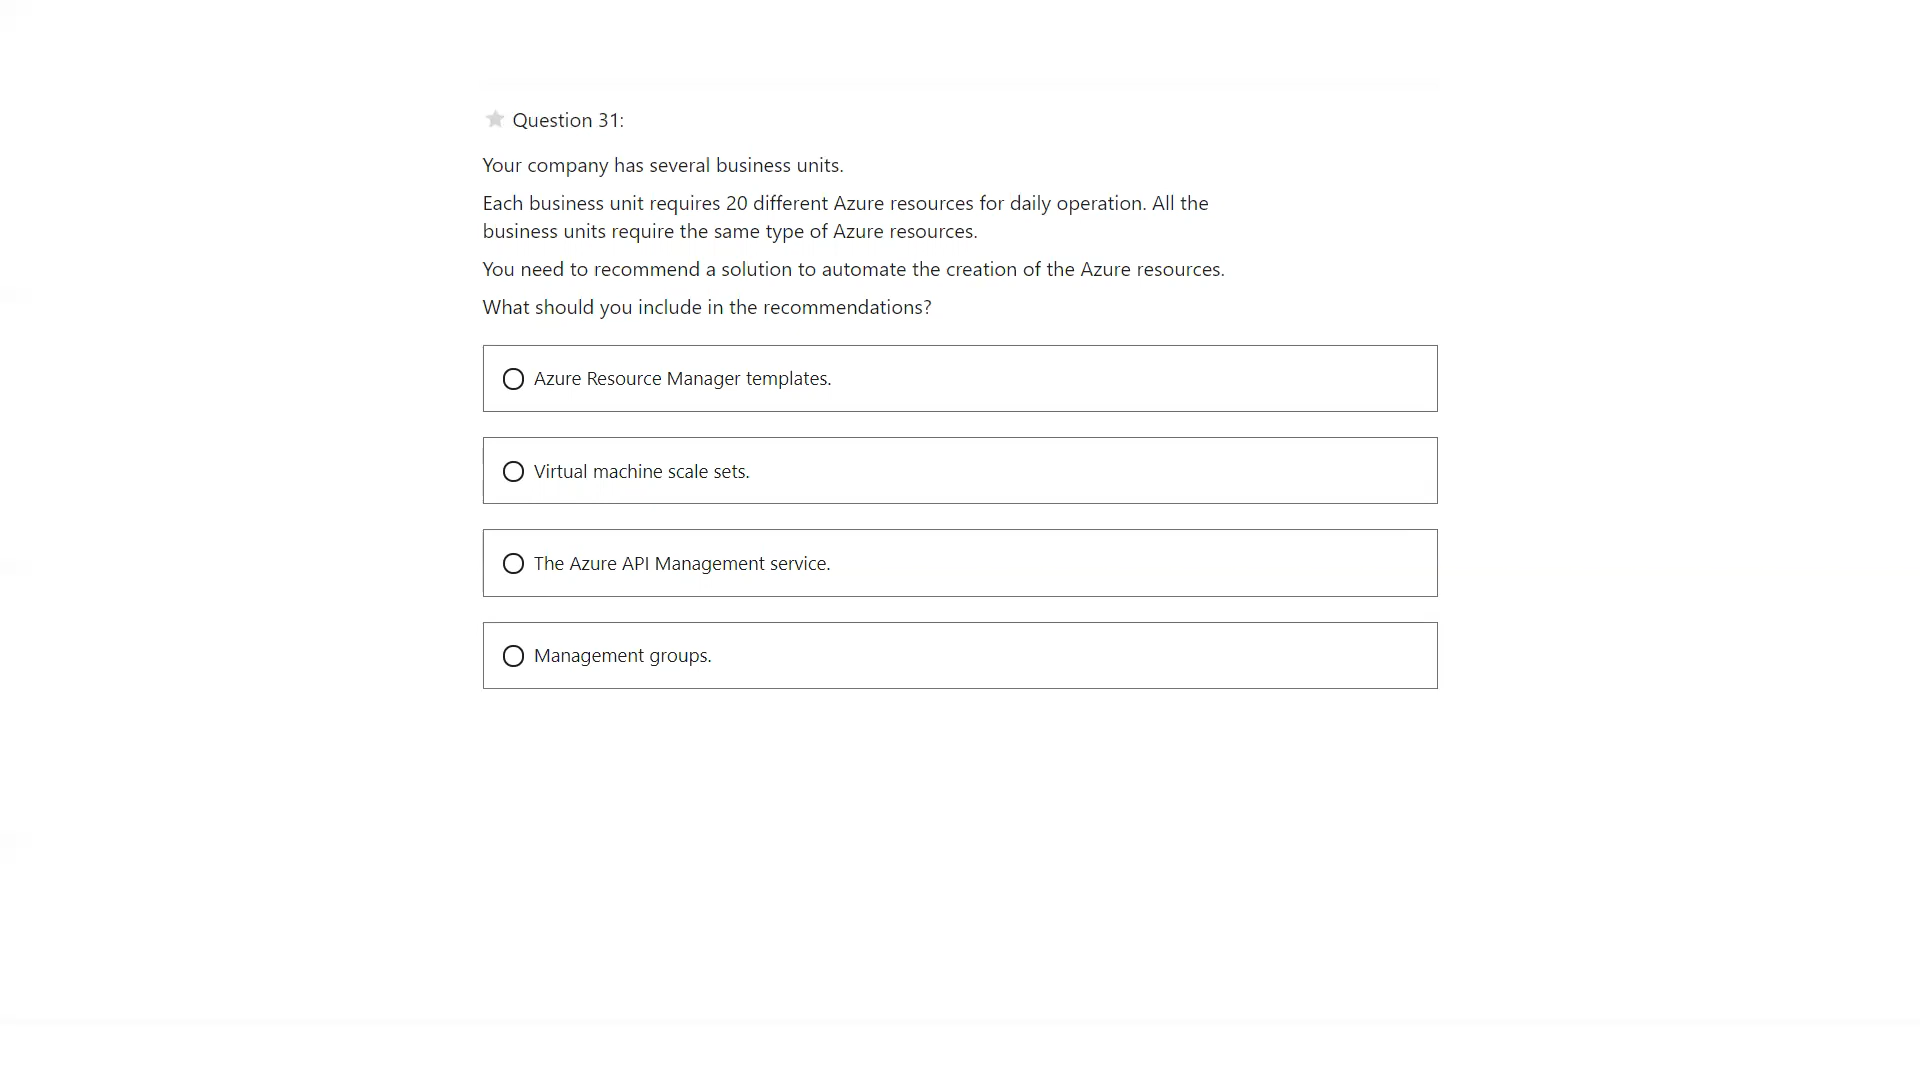 Question 31:
Your company has several business units.
Each business unit requires 20 different Azure resources for daily operation. All the
business units require the same type of Azure resources.
You need to recommend a solution to automate the creation of the Azure resources.
What should you include in the recommendations?
Azure Resource Manager templates.
Virtual machine scale sets.
The Azure API Management service.
Management groups.